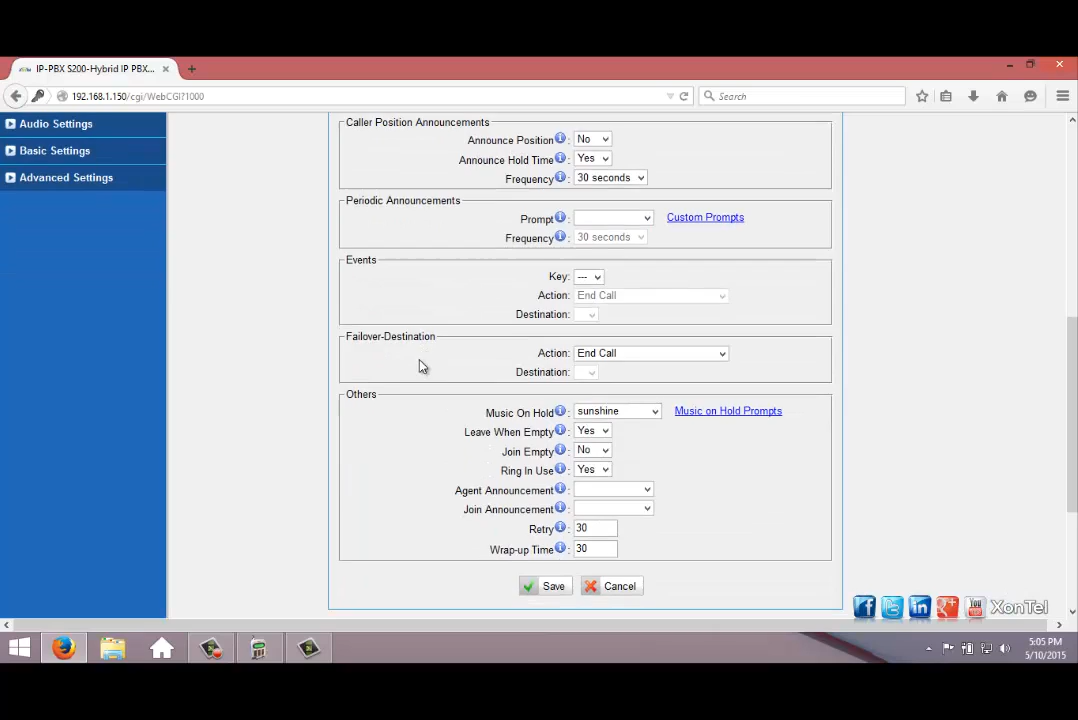 IP-PBX S200-Hybrid IP PBX...
192.168.1.150/cgi/WebCGI?1000
Search
Audio Settings
Basic Settings
Advanced Settings
Caller Position Announcements
Announce Position : No
Announce Hold Time : Yes
Frequency : 30 seconds
Periodic Announcements
Prompt : Custom Prompts
Frequency : 30 seconds
Events
Key: ---
Action: End Call
Destination:
Failover-Destination
Action: End Call
Destination:
Others
Music On Hold : sunshine Music on Hold Prompts
Leave When Empty : Yes
Join Empty : No
Ring In Use : Yes
Agent Announcement :
Join Announcement :
Retry : 30
Wrap-up Time : 30
Save Cancel
XonTel
5:05 PM
5/10/2015